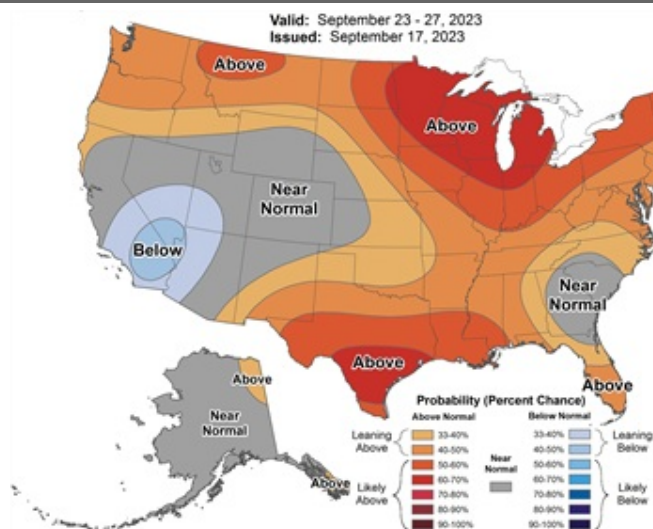 Valid: September 23 - 27, 2023
Issued: September 17, 2023
Above
Above
Near
Normal
Below
Near
Normal
Above
Above
Above
Near
Normal
Above
Probability (Percent Chance)
Above Normal
Below Normal
Leaning
Above
33-40%
40-50%
Likely
Above
50-60%
60-70%
70-80%
80-90%
90-100%
Near
Normal
33-40%
40-50%
Leaning
Below
50-60%
60-70%
70-80%
80-90%
90-100%
Likely
Below